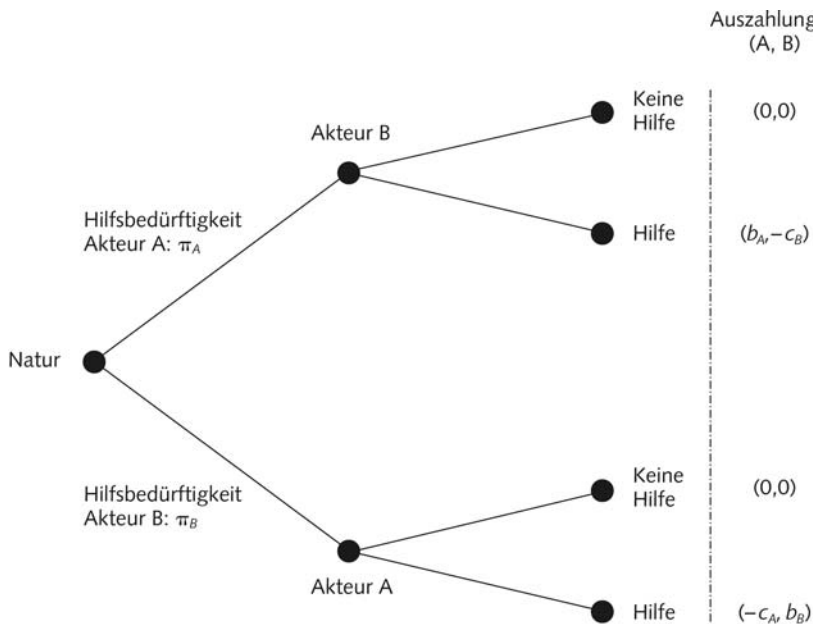 Auszahlung
(A, B)
Keine
Hilfe
(0,0)
Akteur B
Hilfsbedürftigkeit
Akteur A: π_A
Hilfe
(b_A,−c_B)
Natur
Hilfsbedürftigkeit
Akteur B: π_B
Keine
Hilfe
(0,0)
Akteur A
Hilfe
(−c_A, b_B)